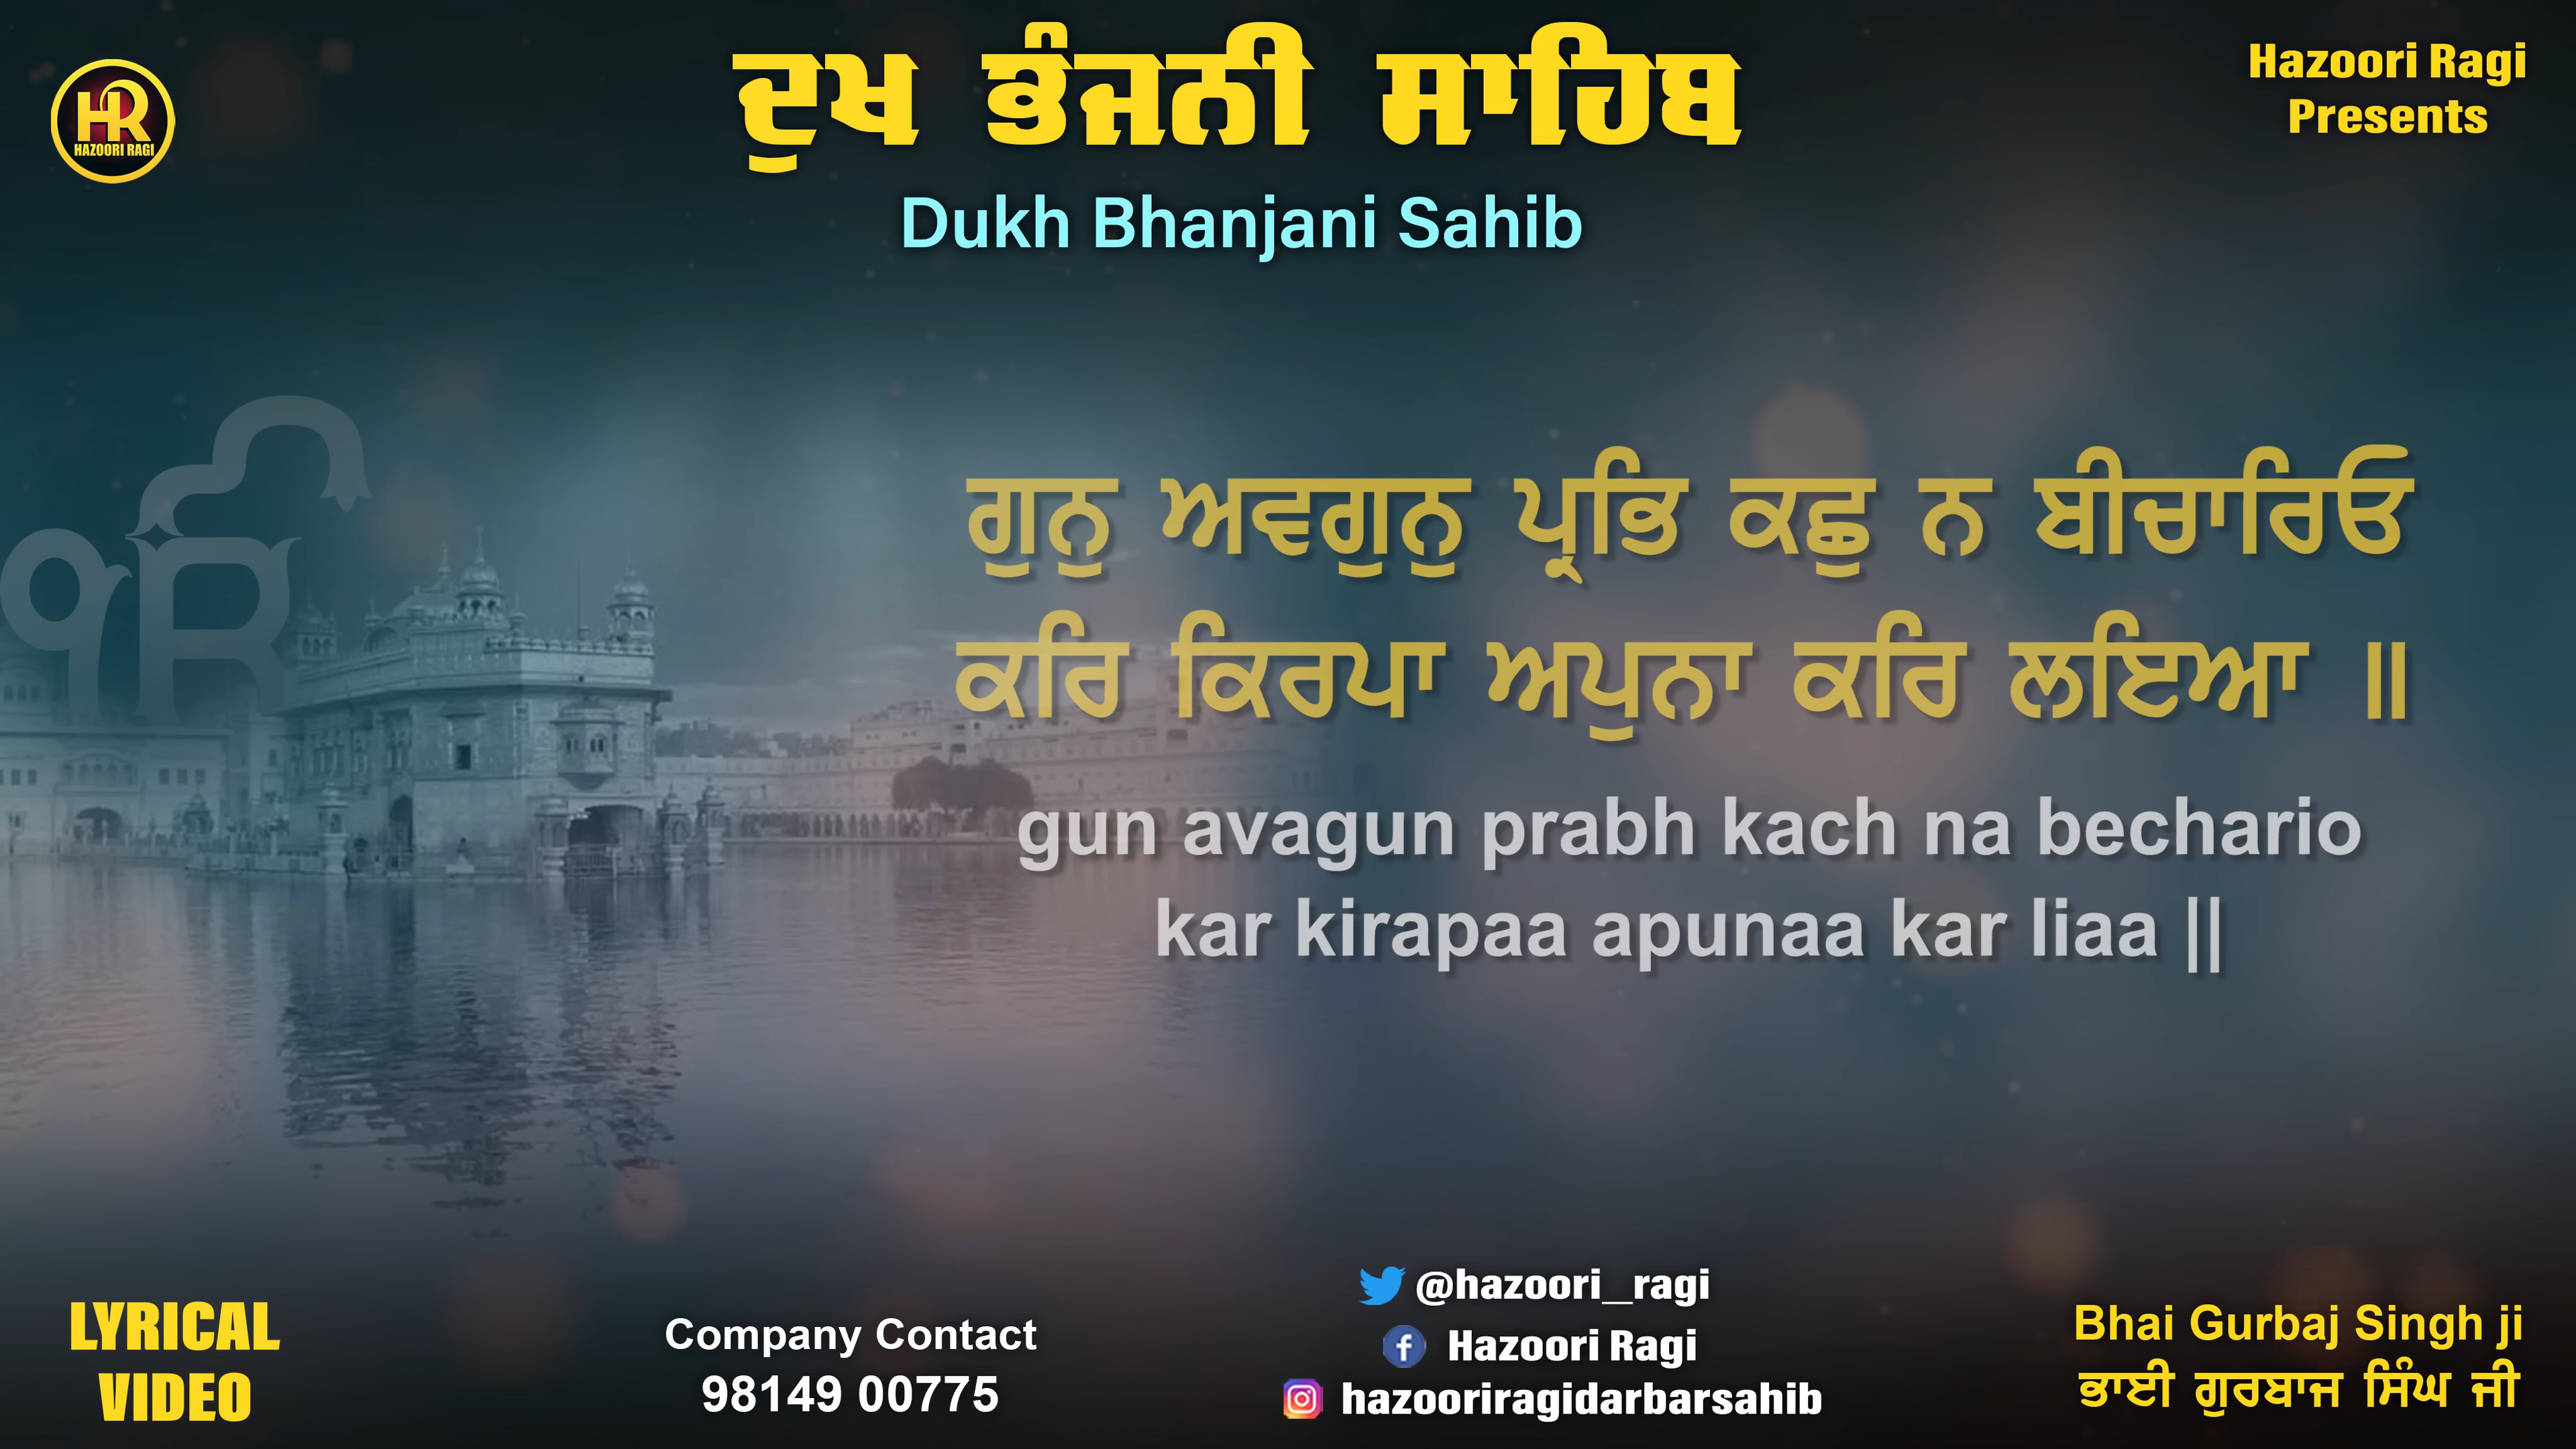 HR
HAZOORI RAGI
ਦੁਖ ਭੰਜਨੀ ਸਾਹਿਬ
Dukh Bhanjani Sahib
Hazoori Ragi
Presents
ੴ
ਗੁਨੁ ਅਵਗੁਨੁ ਪ੍ਰਭਿ ਕਛੁ ਨ ਬੀਚਾਰਿਓ
ਕਰਿ ਕਿਰਪਾ ਅਪੁਨਾ ਕਰਿ ਲਇਆ ॥
gun avagun prabh kach na bechario
kar kirapaa apunaa kar liaa ||
LYRICAL
VIDEO
Company Contact
98149 00775
@hazoori_ragi
Hazoori Ragi
hazooriragidarbarsahib
Bhai Gurbaj Singh ji
ਭਾਈ ਗੁਰਬਾਜ ਸਿੰਘ ਜੀ